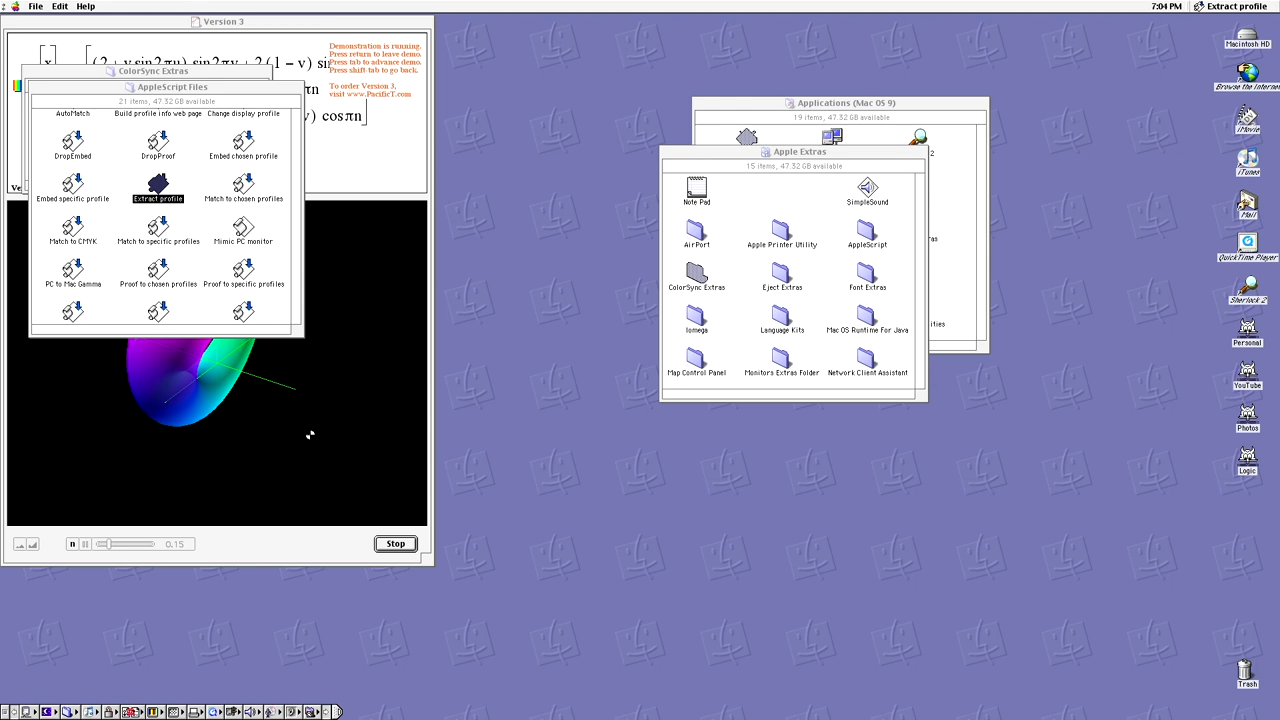 File Edit Help
7:04 PM Extract profile
Version 3
Demonstration is running.
Press return to leave demo.
Press tab to advance demo.
Press shift-tab to go back.
To order Version 3,
visit www.PacificT.com
ColorSync Extras
AppleScript Files
21 items, 47.32 GB available
AutoMatch Build profile info web page Change display profile
DropEmbed DropProof Embed chosen profile
Embed specific profile Extract profile Match to chosen profiles
Match to CMYK Match to specific profiles Mimic PC monitor
PC to Mac Gamma Proof to chosen profiles Proof to specific profiles
n 0.15
Stop
Applications (Mac OS 9)
19 items, 47.32 GB available
2
Apple Extras
15 items, 47.32 GB available
Note Pad SimpleSound
AirPort Apple Printer Utility AppleScript
ColorSync Extras Eject Extras Font Extras
Iomega Language Kits Mac OS Runtime For Java
Map Control Panel Monitors Extras Folder Network Client Assistant
ras
ities
Macintosh HD
Browse the Internet
iMovie
iTunes
Mail
QuickTime Player
Sherlock 2
Personal
YouTube
Photos
Logic
Trash